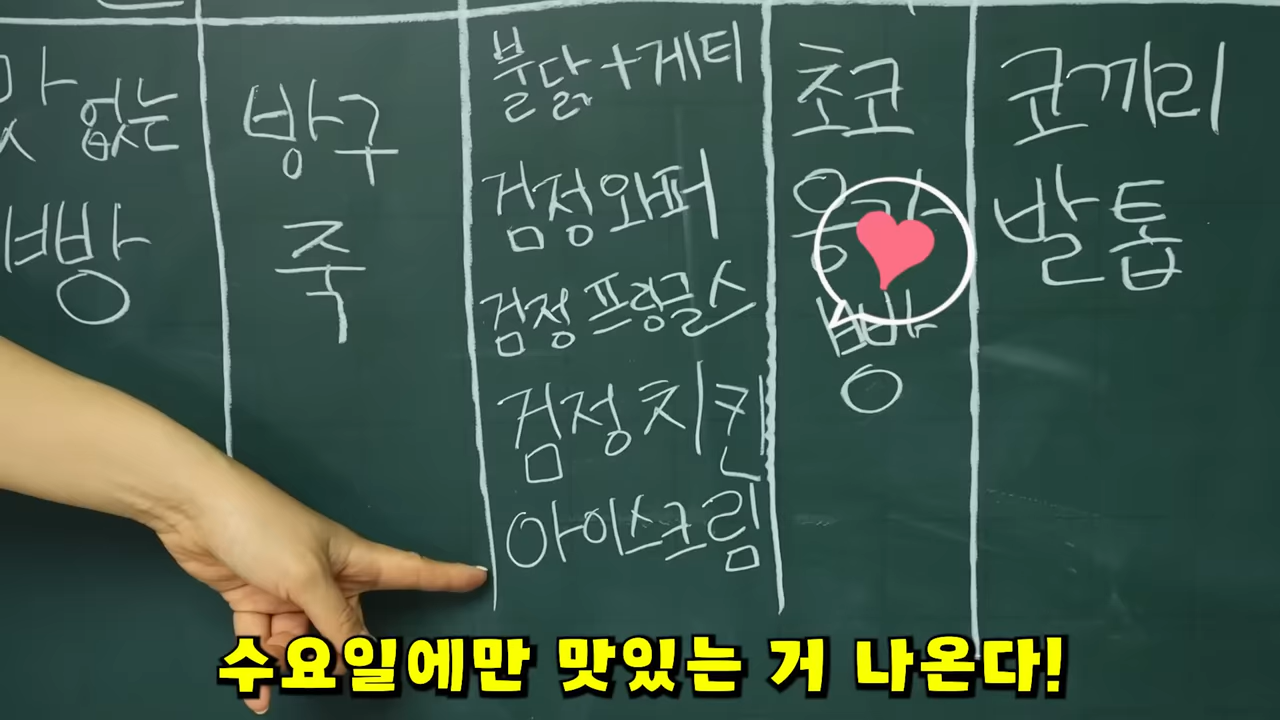 맛없는
빵
방구
죽
불닭+게티
검정 와퍼
검정 프링글스
검정 치킨
아이스크림
초코
빵
코끼리
발톱
수요일에만 맛있는 거 나온다!